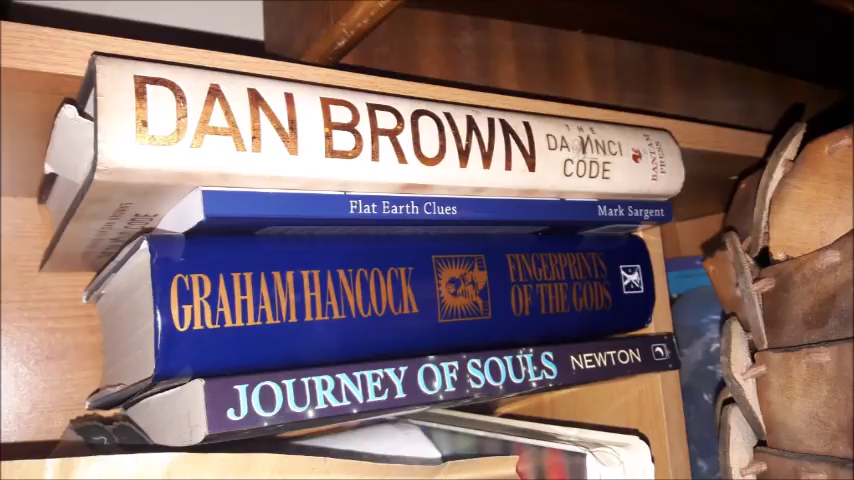 DAN BROWN
THE
DA VINCI
CODE
BANTAM
PRESS
Flat Earth Clues
Mark Sargent
GRAHAM HANCOCK
FINGERPRINTS
OF THE GODS
JOURNEY OF SOULS
NEWTON